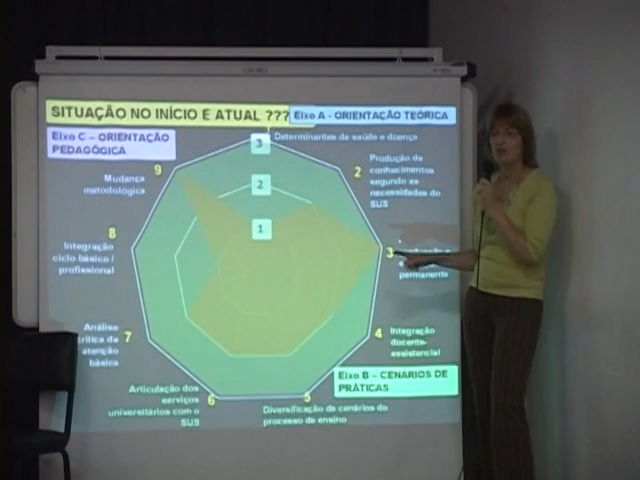 SITUAÇÃO NO INÍCIO E ATUAL ???
Eixo A - ORIENTAÇÃO TEÓRICA
Eixo C – ORIENTAÇÃO
PEDAGÓGICA
3
Determinantes de saúde e doença
2
Produção de
conhecimentos
segundo as
necessidades do
SUS
9
Mudança
metodológica
2
1
8
Integração
ciclo básico /
profissional
3
permanente
7
Análise
crítica da
atenção
básica
4
Integração
docente-
assistencial
Eixo B – CENÁRIOS DE
PRÁTICAS
6
Articulação dos
serviços
universitários com o
SUS
5
Diversificação de cenários do
processo de ensino